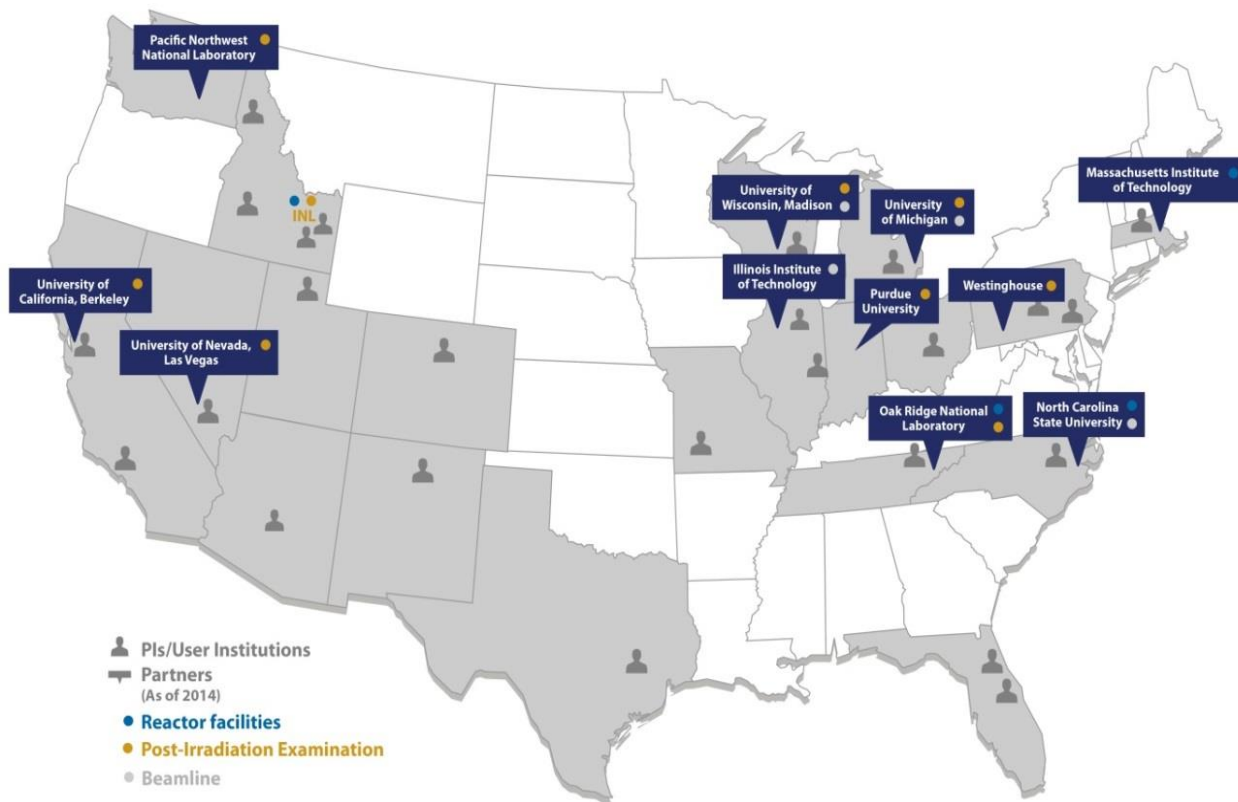 Pacific Northwest
National Laboratory
INL
University of
California, Berkeley
University of Nevada,
Las Vegas
University of
Wisconsin, Madison
University
of Michigan
Massachusetts Institute
of Technology
Illinois Institute
of Technology
Purdue
University
Westinghouse
Oak Ridge National
Laboratory
North Carolina
State University
PIs/User Institutions
Partners
(As of 2014)
Reactor facilities
Post-Irradiation Examination
Beamline